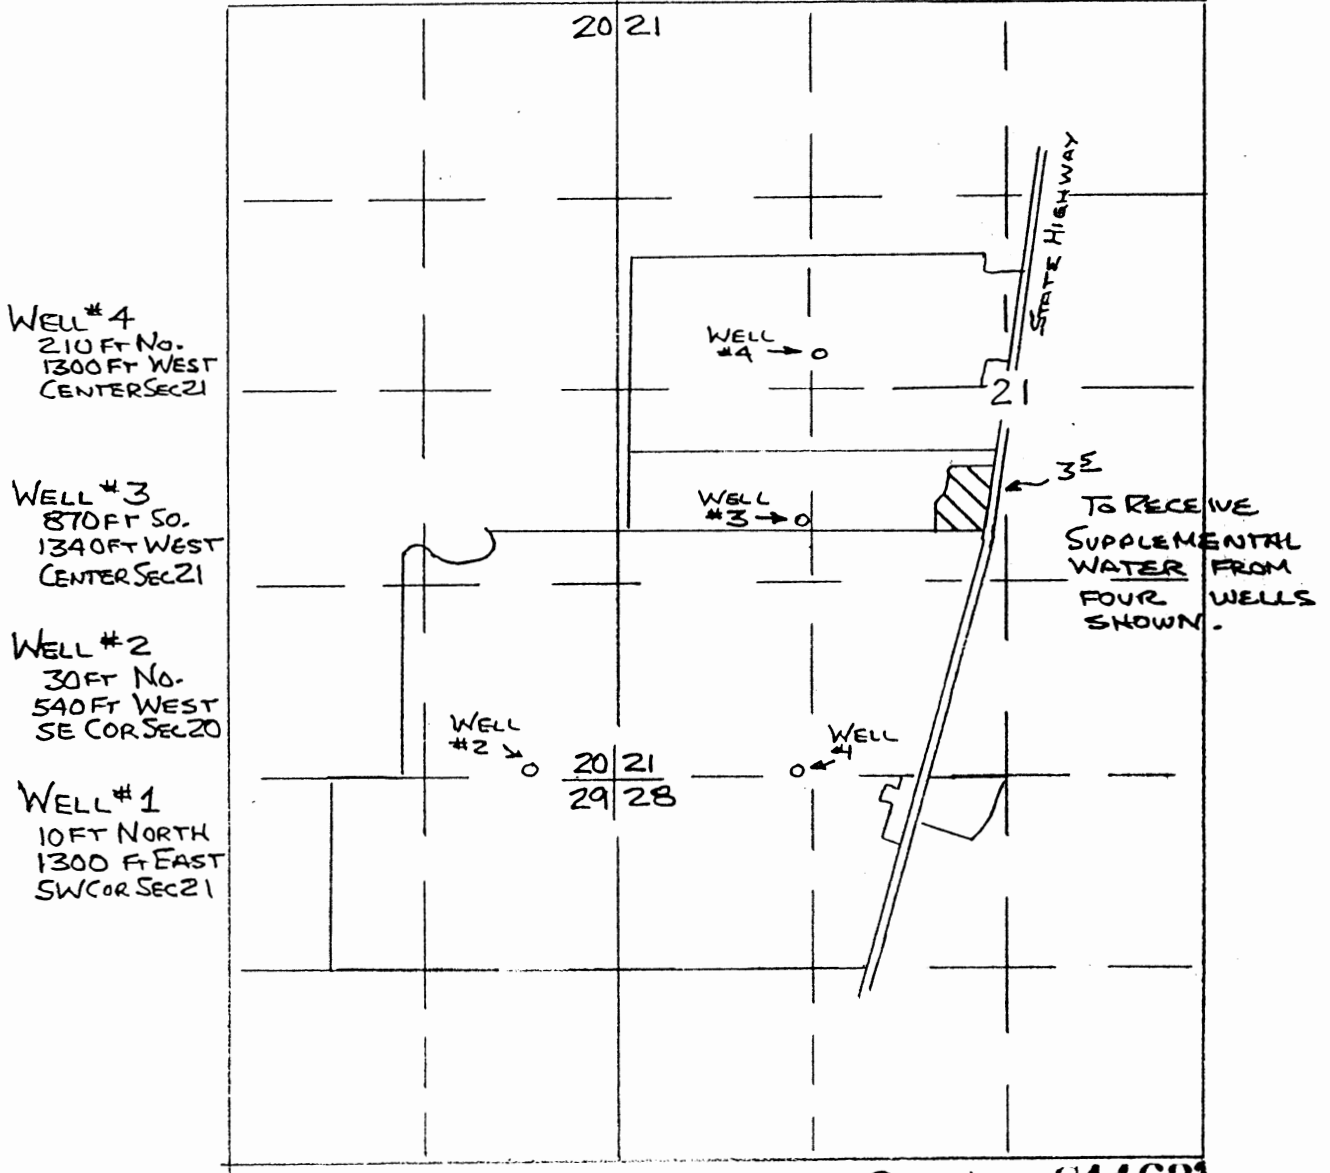 20 21
STATE HIGHWAY
WELL #4
210 FT NO.
1300 FT WEST
CENTER SEC 21
WELL
#4
21
WELL #3
870 FT SO.
1340 FT WEST
CENTER SEC 21
WELL
#3
3 5
TO RECEIVE
SUPPLEMENTAL
WATER FROM
FOUR WELLS
SHOWN.
WELL #2
30 FT NO.
540 FT WEST
SE COR SEC 20
WELL
#2
20 21
29 28
WELL
#1
WELL #1
10 FT NORTH
1300 FT EAST
SW COR SEC 21